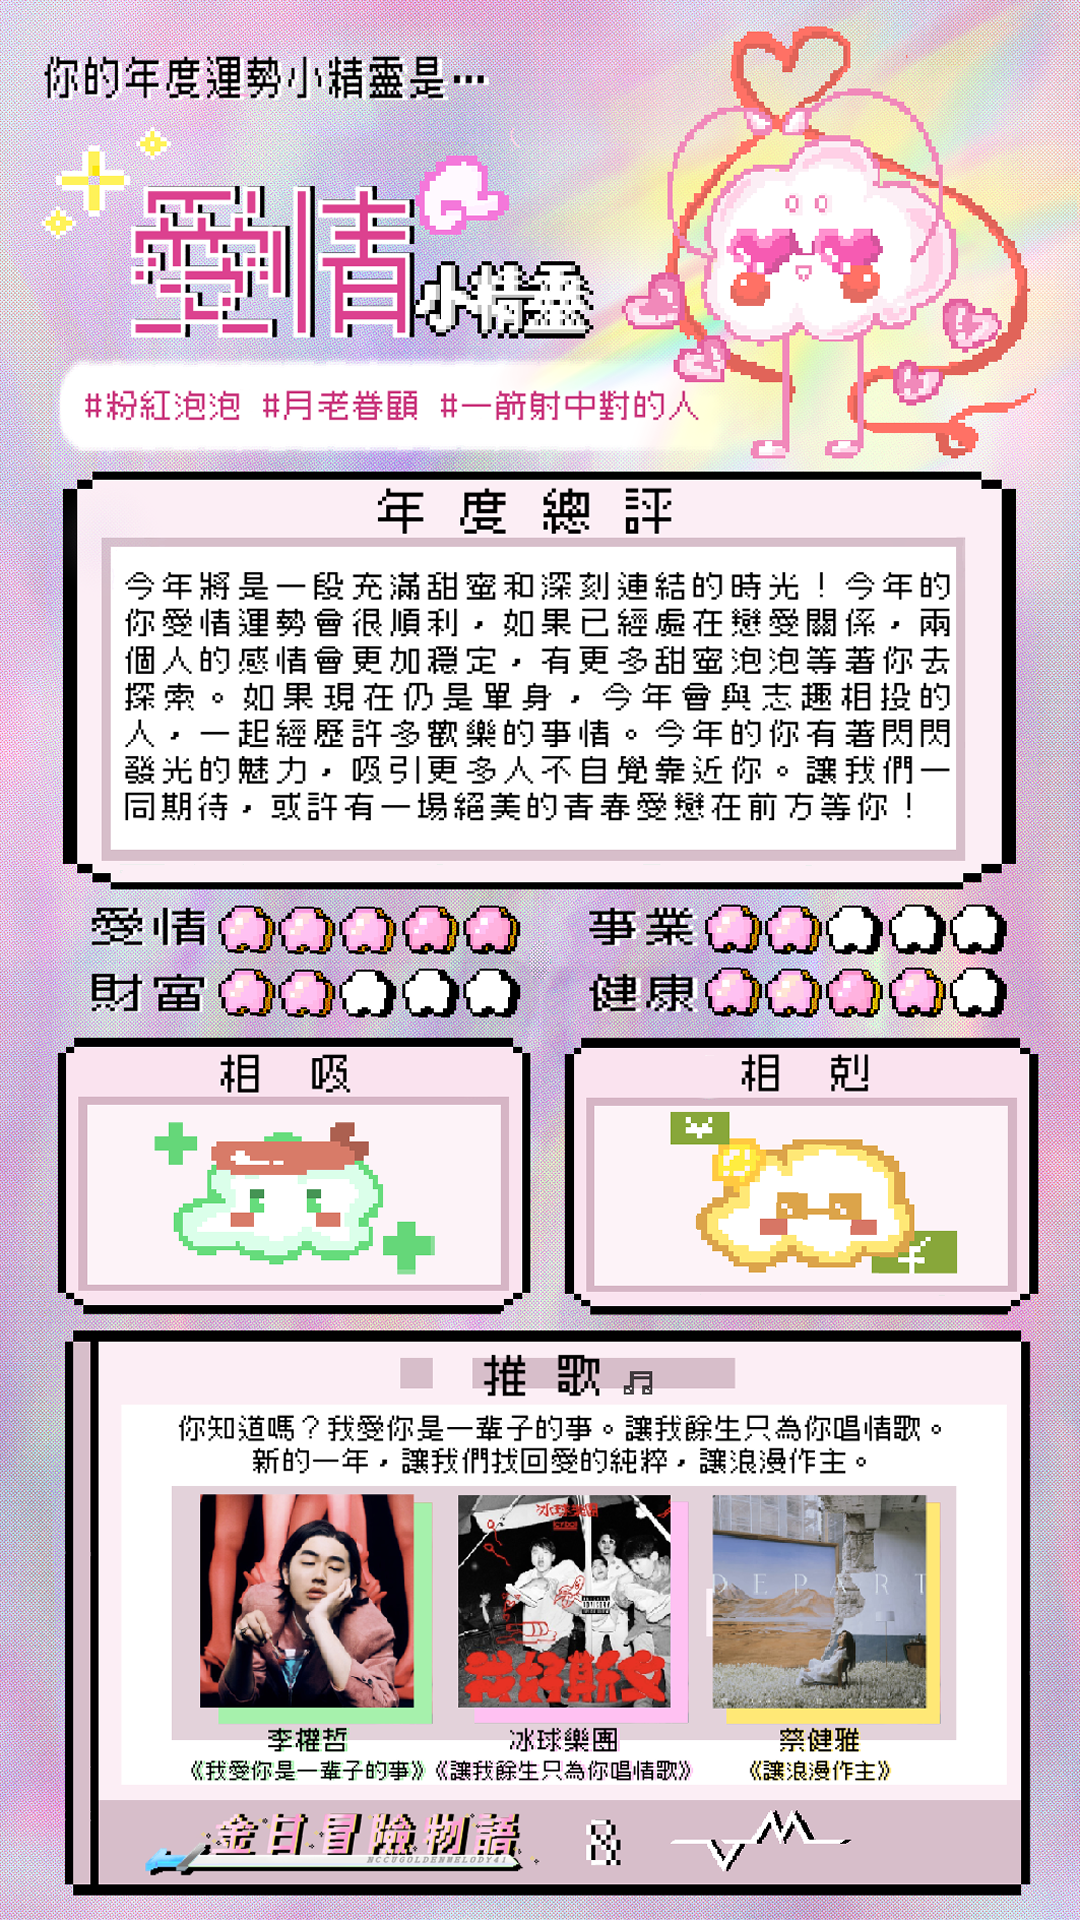 你的年度運勢小精靈是…
愛情小精靈
#粉紅泡泡 #月老眷顧 #一箭射中對的人
年度總評
今年將是一段充滿甜蜜和深刻連結的時光！今年的
你愛情運勢會很順利，如果已經處在戀愛關係，兩
個人的感情會更加穩定，有更多甜蜜泡泡等著你去
探索。如果現在仍是單身，今年會與志趣相投的
人，一起經歷許多歡樂的事情。今年的你有著閃閃
發光的魅力，吸引更多人不自覺靠近你。讓我們一
同期待，或許有一場絕美的青春愛戀在前方等你！
愛情
事業
財富
健康
相吸
相剋
推歌
你知道嗎？我愛你是一輩子的事。讓我餘生只為你唱情歌。
新的一年，讓我們找回愛的純粹，讓浪漫作主。
冰球樂團
我好斯文
DEPART
李權哲
冰球樂團
蔡健雅
《我愛你是一輩子的事》
《讓我餘生只為你唱情歌》
《讓浪漫作主》
金甘冒險物語
NCCUGOLDENMELODY41